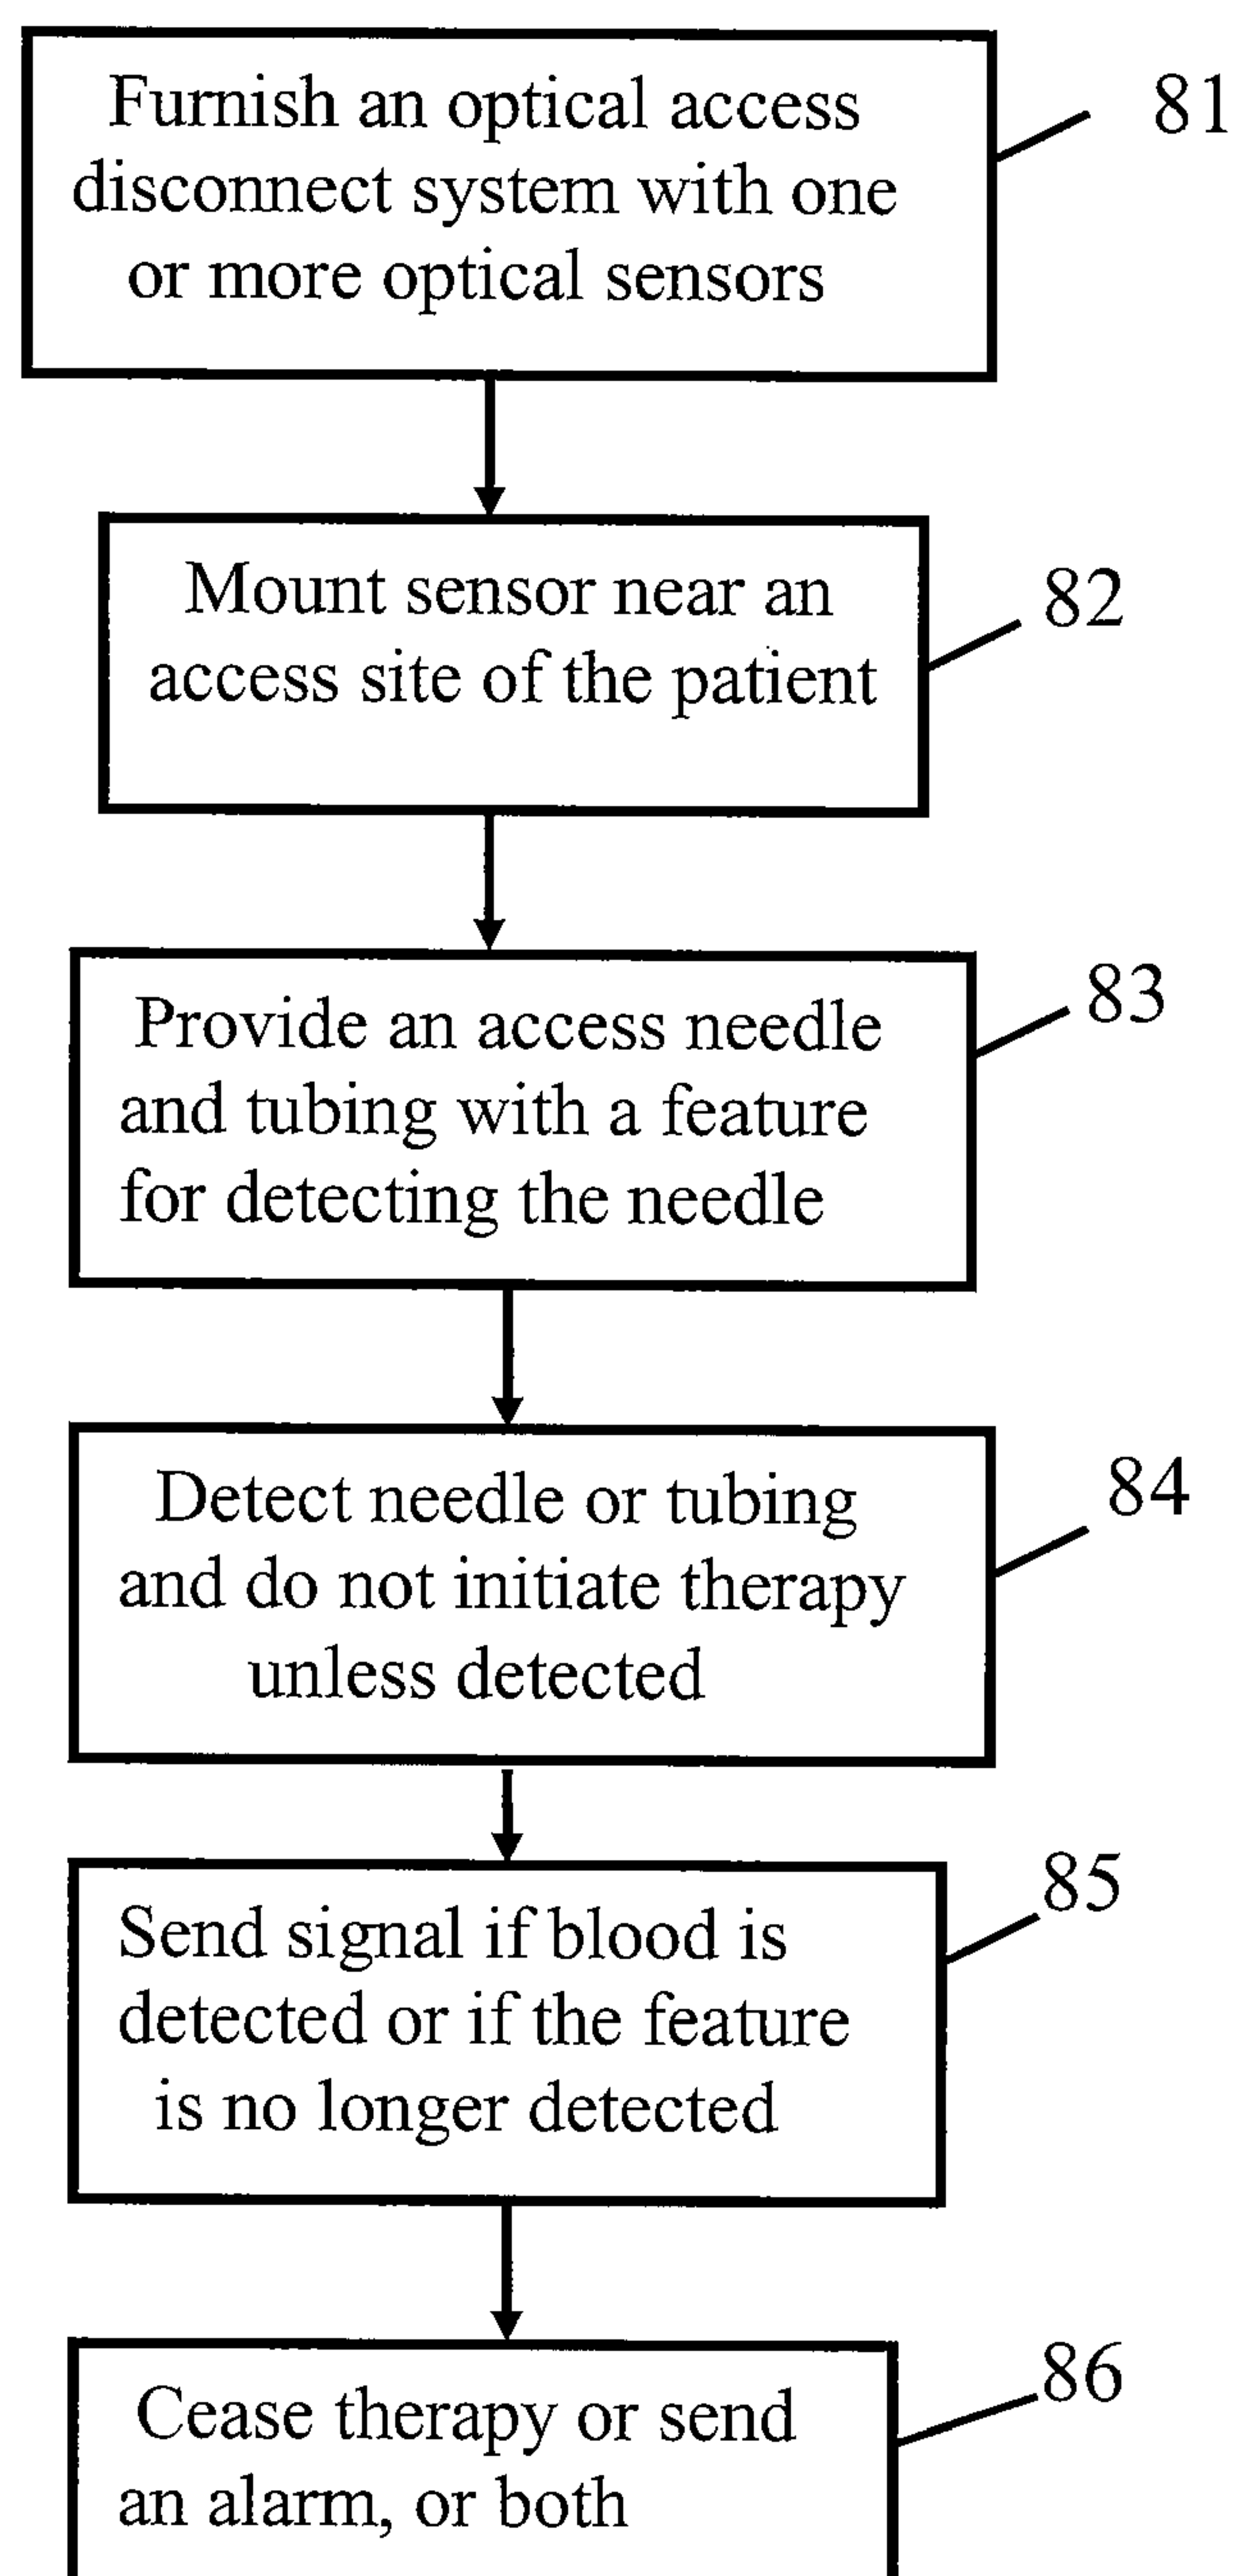 Furnish an optical access
disconnect system with one
or more optical sensors
81
Mount sensor near an
access site of the patient
82
Provide an access needle
and tubing with a feature
for detecting the needle
83
Detect needle or tubing
and do not initiate therapy
unless detected
84
Send signal if blood is
detected or if the feature
is no longer detected
85
Cease therapy or send
an alarm, or both
86